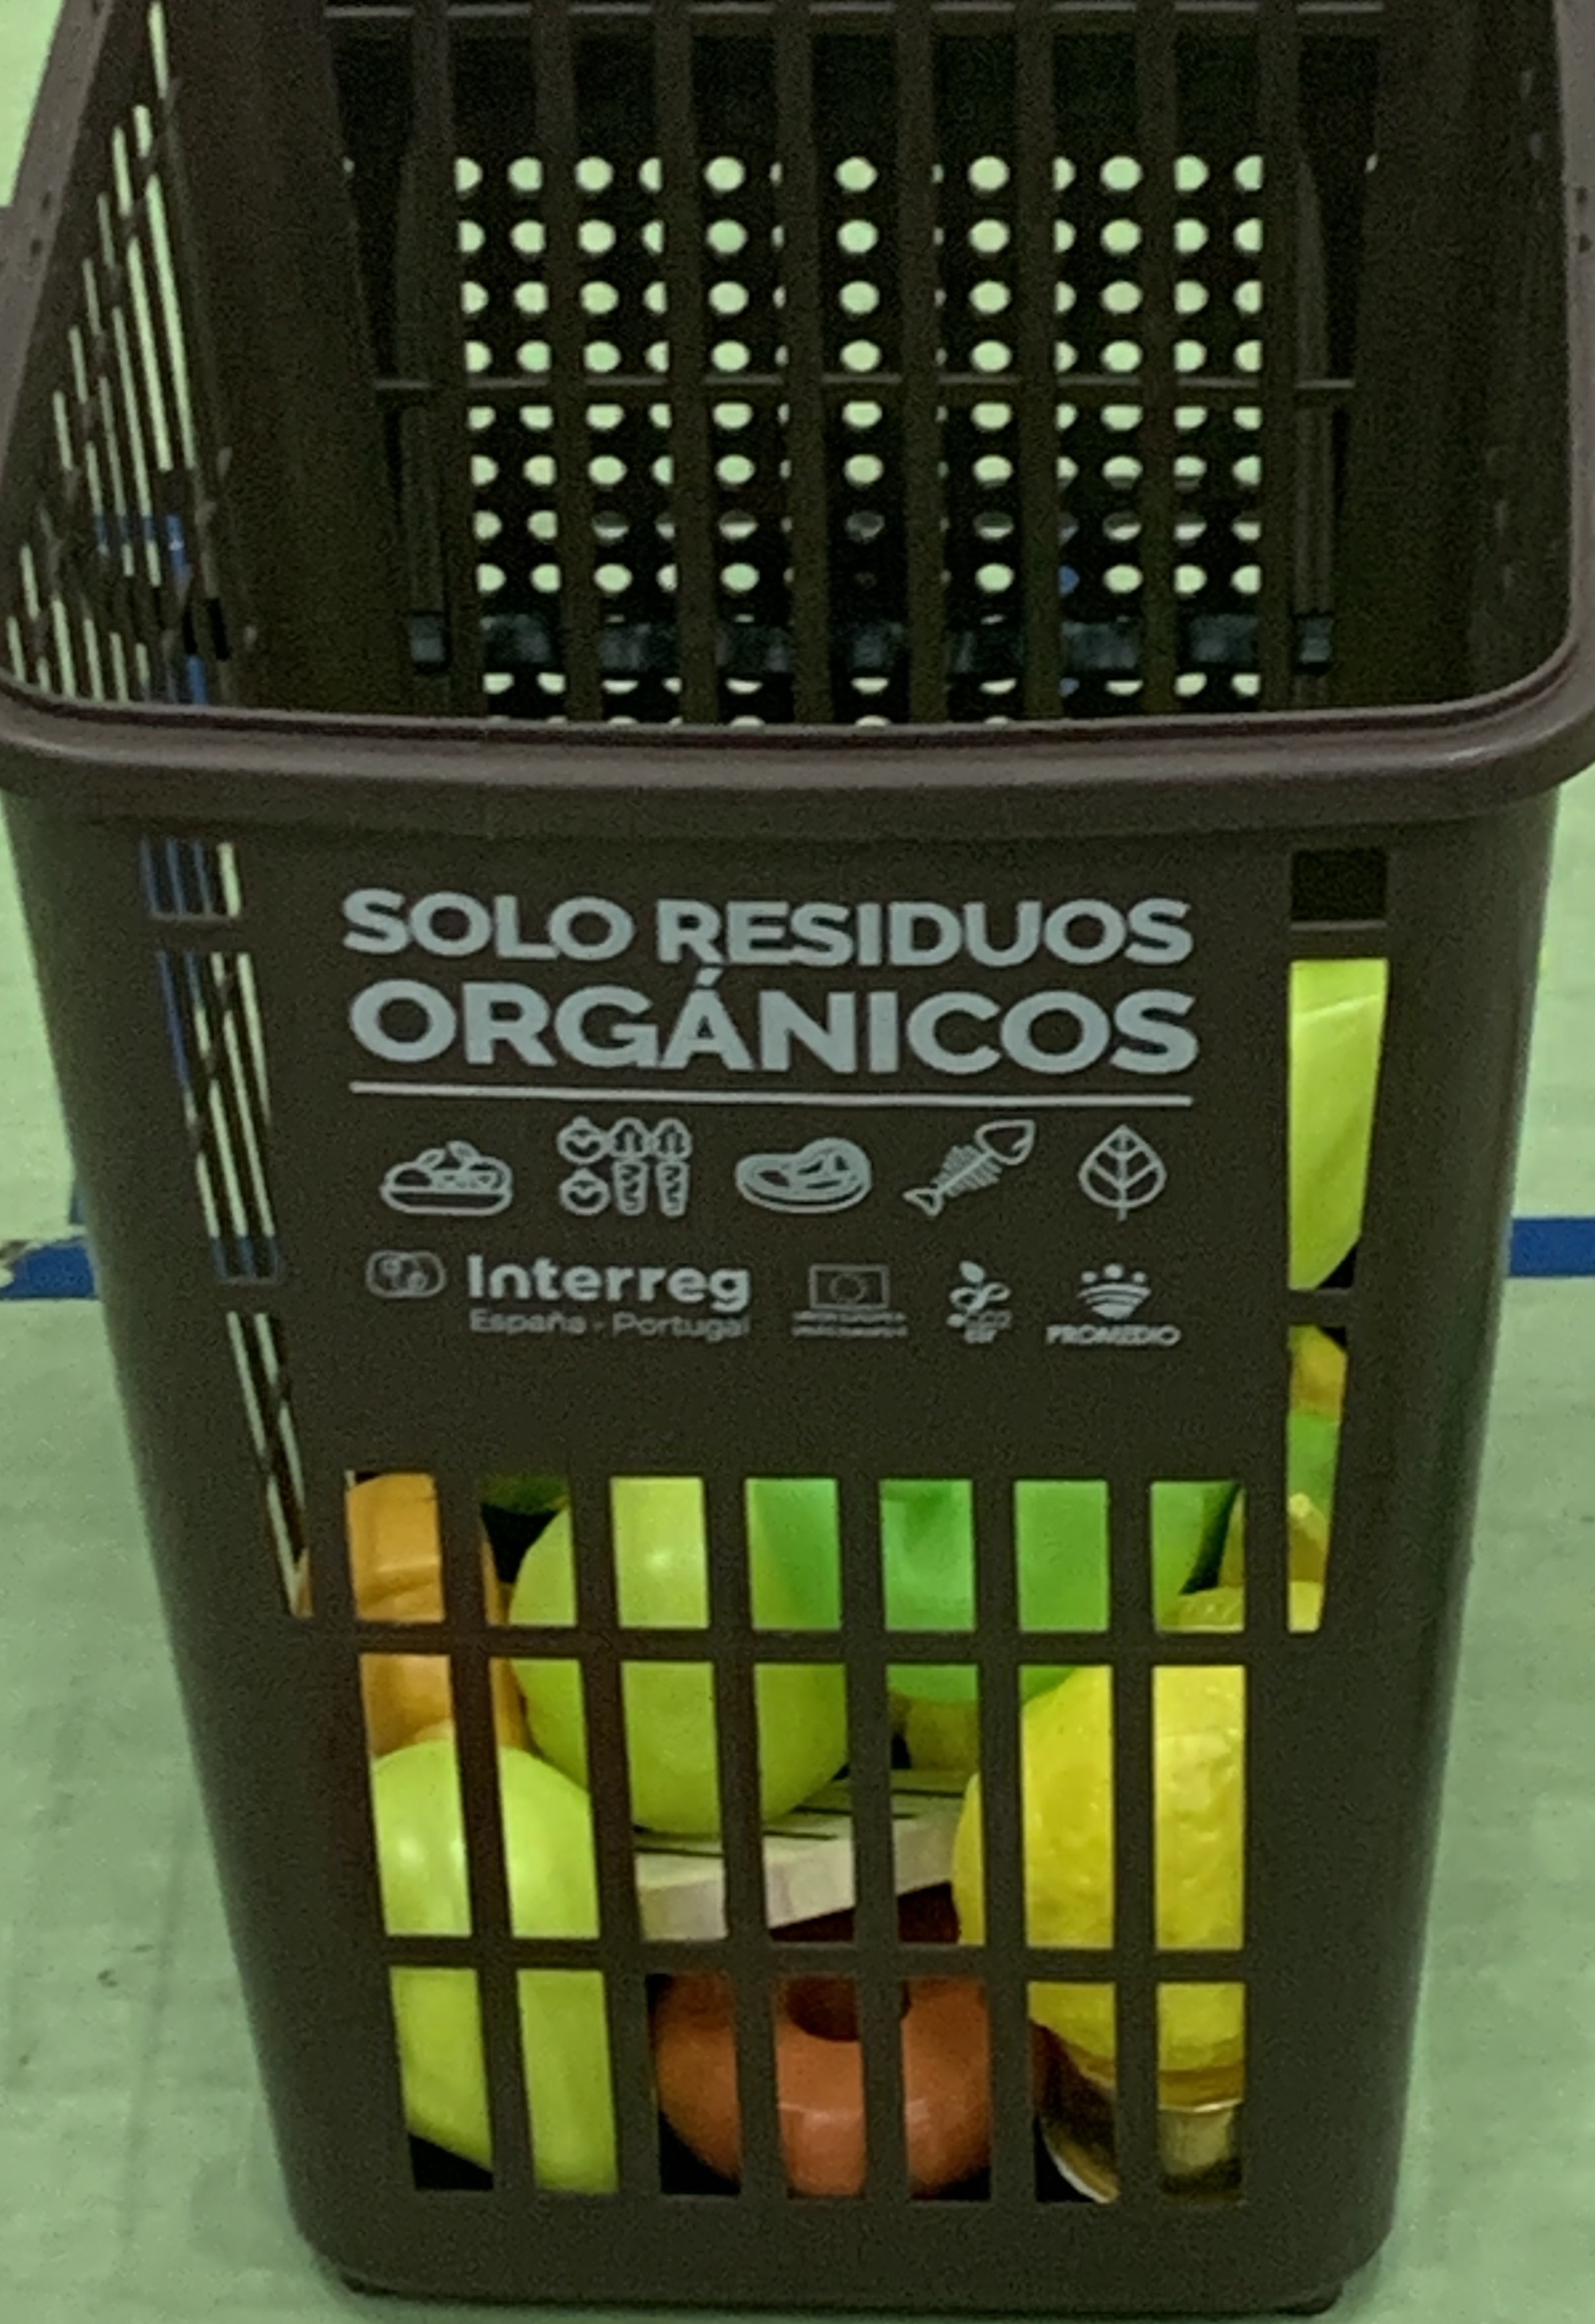 SOLO RESIDUOS
ORGÁNICOS
Interreg
España - Portugal
PROMEDIO